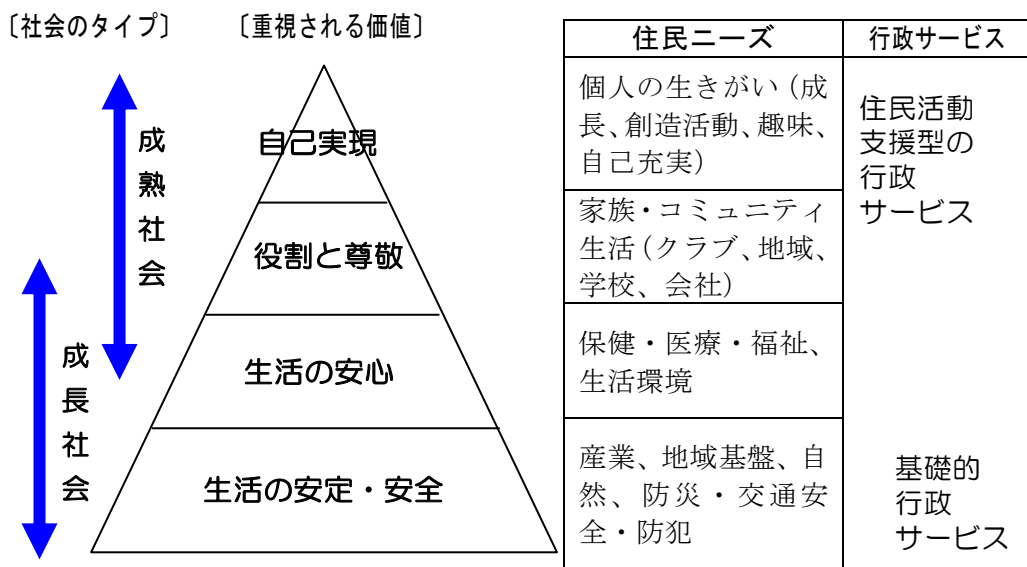 〔社会のタイプ〕
〔重視される価値〕
成熟社会
成長社会
自己実現
役割と尊敬
生活の安心
生活の安定・安全
住民ニーズ
行政サービス
個人の生きがい（成
長、創造活動、趣味、
自己充実）
家族・コミュニティ
生活（クラブ、地域、
学校、会社）
保健・医療・福祉、
生活環境
産業、地域基盤、自
然、防災・交通安
全・防犯
住民活動
支援型の
行政
サービス
基礎的
行政
サービス